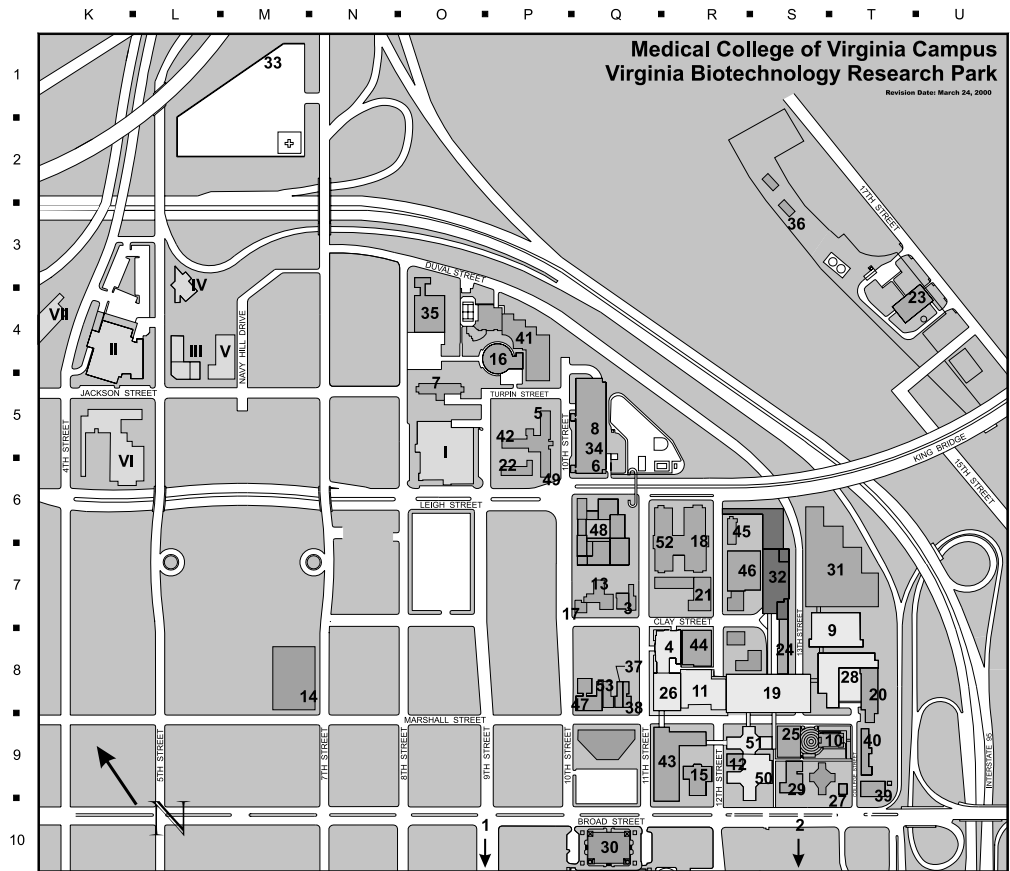 K ▪ L ▪ M ▪ N ▪ O ▪ P ▪ Q ▪ R ▪ S ▪ T ▪ U
Medical College of Virginia Campus
Virginia Biotechnology Research Park
Revision Date: March 24, 2000
1
33
2
17TH STREET
36
3
DUVAL STREET
IV
23
VII
35
4
NAVY HILL DRIVE
41
II
III
V
7TH STREET
8TH STREET
16
7
JACKSON STREET
TURPIN STREET
5
5
4TH STREET
42
10TH STREET
8
KING BRIDGE
VI
I
34
22
6
15TH STREET
49
6
LEIGH STREET
48
52
18
45
7
46
32
31
13
21
17
3
CLAY STREET
9
13TH STREET
4
44
24
8
37
53
26
11
19
28
20
14
47
38
MARSHALL STREET
9
5TH STREET
7TH STREET
8TH STREET
9TH STREET
10TH STREET
11TH STREET
12TH STREET
COLLEGE STREET
INTERSTATE 95
51
25
10
40
43
12
15
50
29
27
39
N
BROAD STREET
10
1
30
2